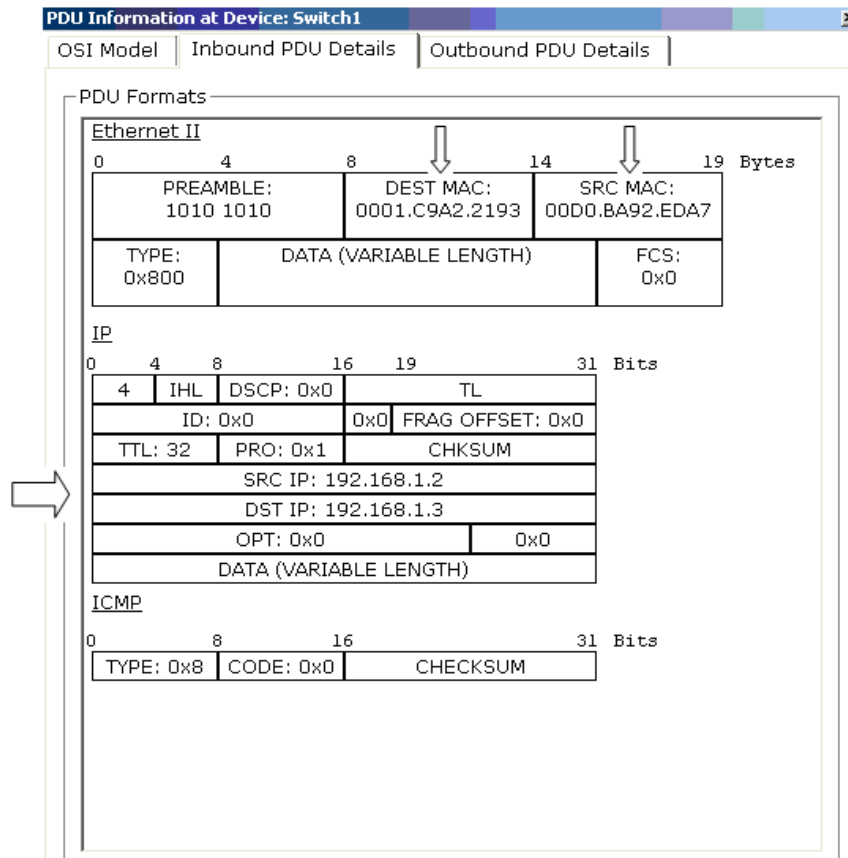 PDU Information at Device: Switch1
OSI Model Inbound PDU Details Outbound PDU Details
PDU Formats
Ethernet II
0 4 8 14 19 Bytes
PREAMBLE: DEST MAC: SRC MAC:
1010 1010 0001.C9A2.2193 00D0.BA92.EDA7
TYPE: DATA (VARIABLE LENGTH) FCS:
0x800 0x0
IP
0 4 8 16 19 31 Bits
4 IHL DSCP: 0x0 TL
ID: 0x0 0x0 FRAG OFFSET: 0x0
TTL: 32 PRO: 0x1 CHKSUM
SRC IP: 192.168.1.2
DST IP: 192.168.1.3
OPT: 0x0 0x0
DATA (VARIABLE LENGTH)
ICMP
0 8 16 31 Bits
TYPE: 0x8 CODE: 0x0 CHECKSUM